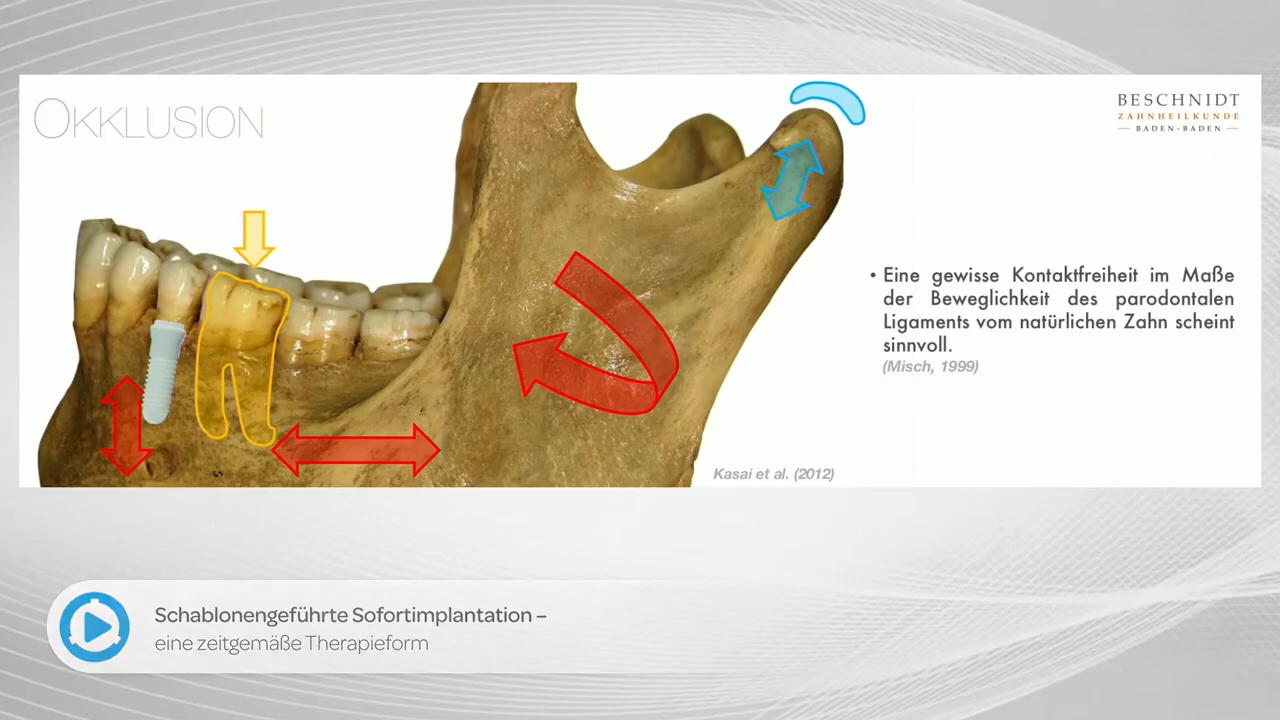 OKKLUSION
BESCHNIDT
ZAHNHEILKUNDE
BADEN-BADEN
• Eine gewisse Kontaktfreiheit im Maße
der Beweglichkeit des parodontalen
Ligaments vom natürlichen Zahn scheint
sinnvoll.
(Misch, 1999)
Kasai et al. (2012)
Schablonengeführte Sofortimplantation –
eine zeitgemäße Therapieform